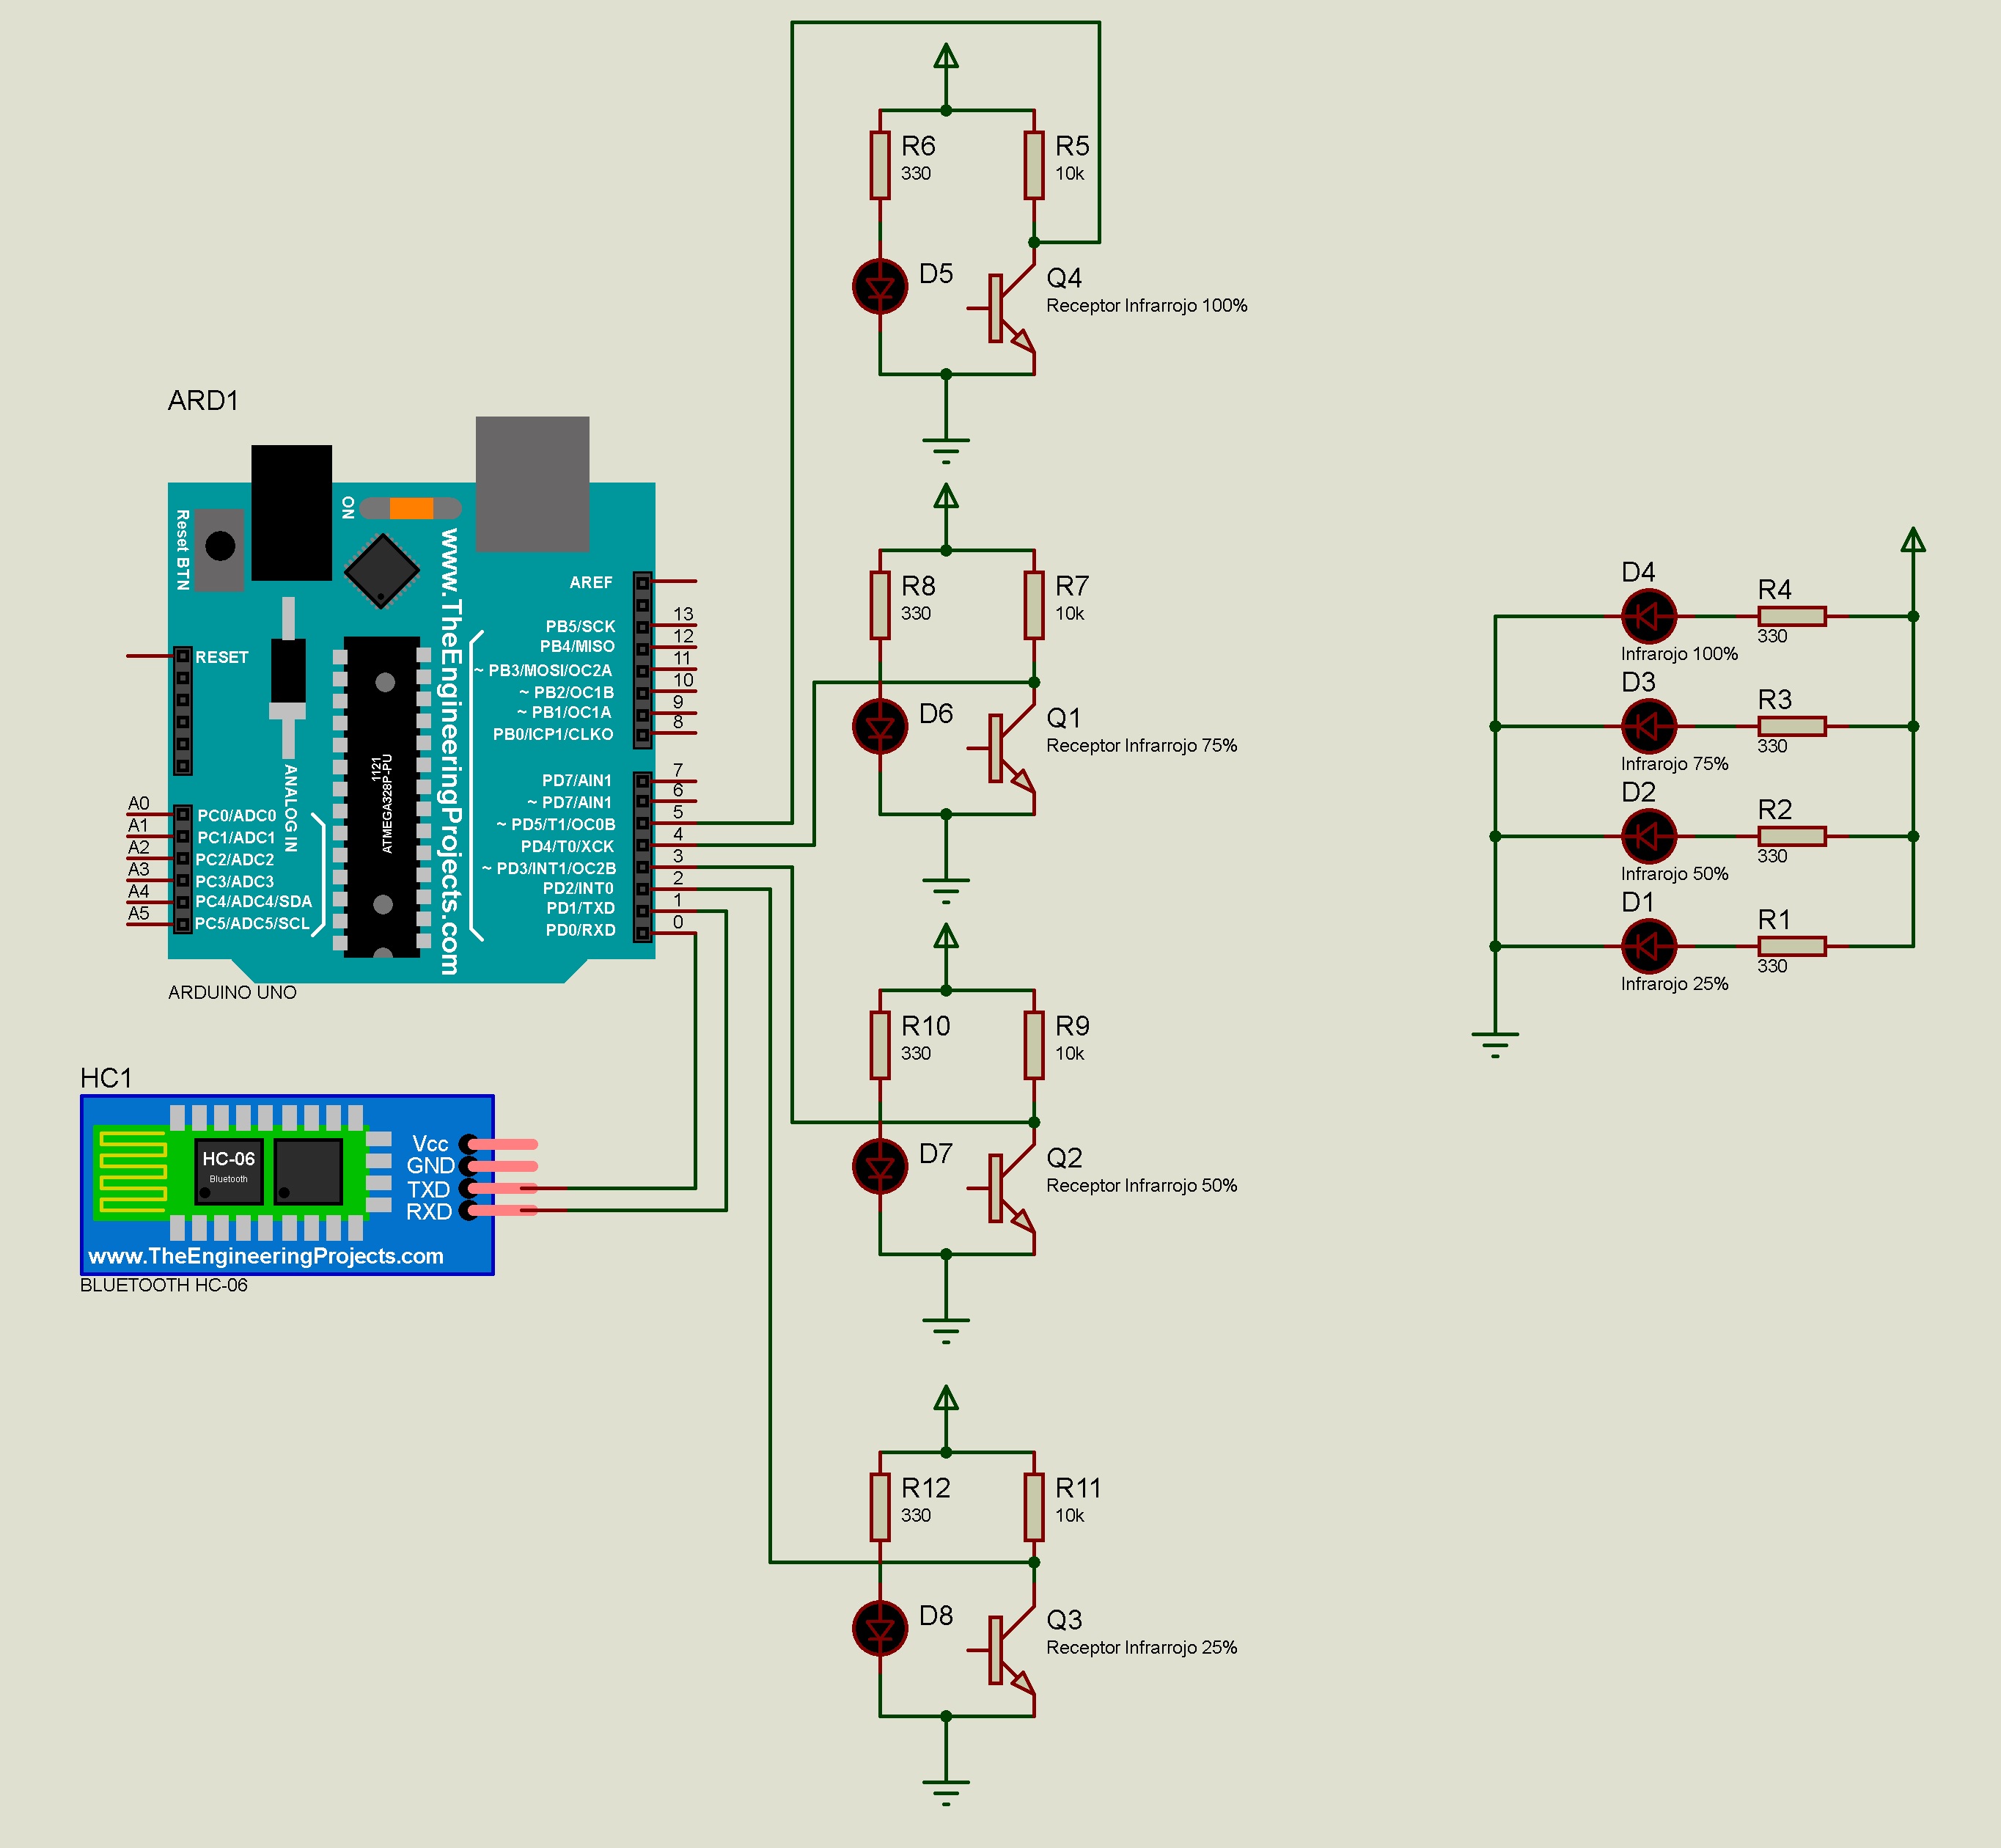 ARD1
Reset BTN
ON
www.TheEngineeringProjects.com
RESET
ANALOG IN
1121
ATMEGA328P-PU
AREF
PB5/SCK
13
PB4/MISO
12
~ PB3/MOSI/OC2A
11
~ PB2/OC1B
10
~ PB1/OC1A
9
PB0/ICP1/CLKO
8
PD7/AIN1
7
~ PD7/AIN1
6
~ PD5/T1/OC0B
5
PD4/T0/XCK
4
~ PD3/INT1/OC2B
3
PD2/INT0
2
PD1/TXD
1
PD0/RXD
0
A0
PC0/ADC0
A1
PC1/ADC1
A2
PC2/ADC2
A3
PC3/ADC3
A4
PC4/ADC4/SDA
A5
PC5/ADC5/SCL
ARDUINO UNO
HC1
HC-06
Bluetooth
Vcc
GND
TXD
RXD
www.TheEngineeringProjects.com
BLUETOOTH HC-06
R6
330
R5
10k
D5
Q4
Receptor Infrarrojo 100%
R8
330
R7
10k
D6
Q1
Receptor Infrarrojo 75%
R10
330
R9
10k
D7
Q2
Receptor Infrarrojo 50%
R12
330
R11
10k
D8
Q3
Receptor Infrarrojo 25%
D4
Infrarojo 100%
R4
330
D3
Infrarojo 75%
R3
330
D2
Infrarojo 50%
R2
330
D1
Infrarojo 25%
R1
330